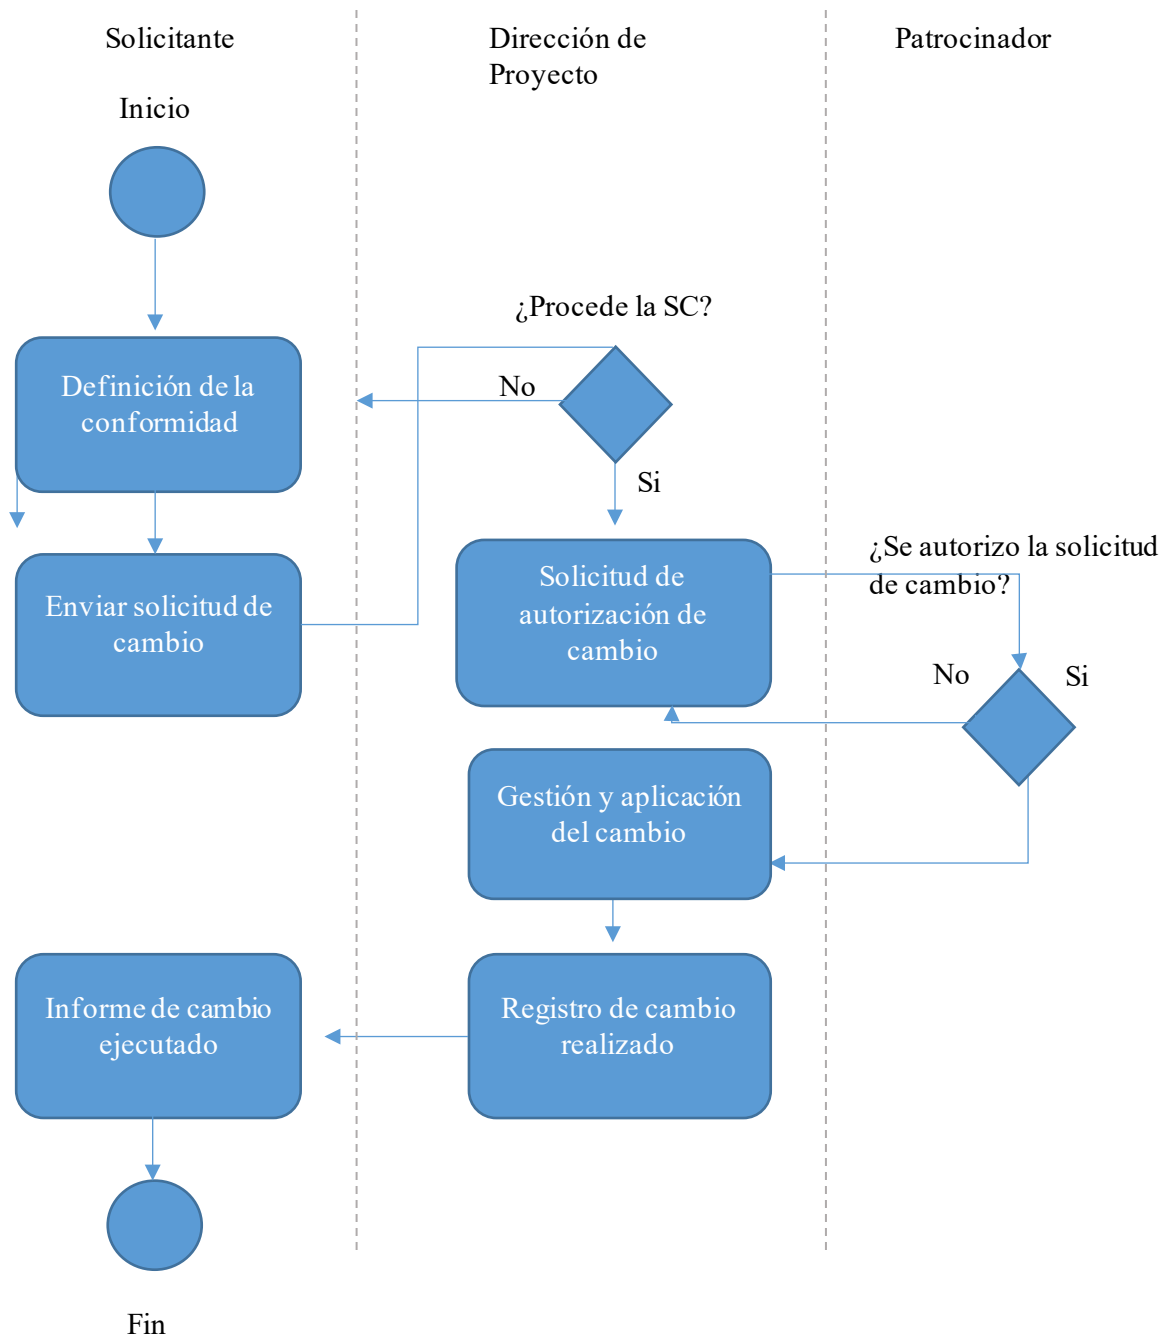 Solicitante
Dirección de
Proyecto
Patrocinador
Inicio
¿Procede la SC?
No
Si
Definición de la
conformidad
Enviar solicitud de
cambio
Solicitud de
autorización de
cambio
¿Se autorizo la solicitud
de cambio?
No
Si
Gestión y aplicación
del cambio
Informe de cambio
ejecutado
Registro de cambio
realizado
Fin